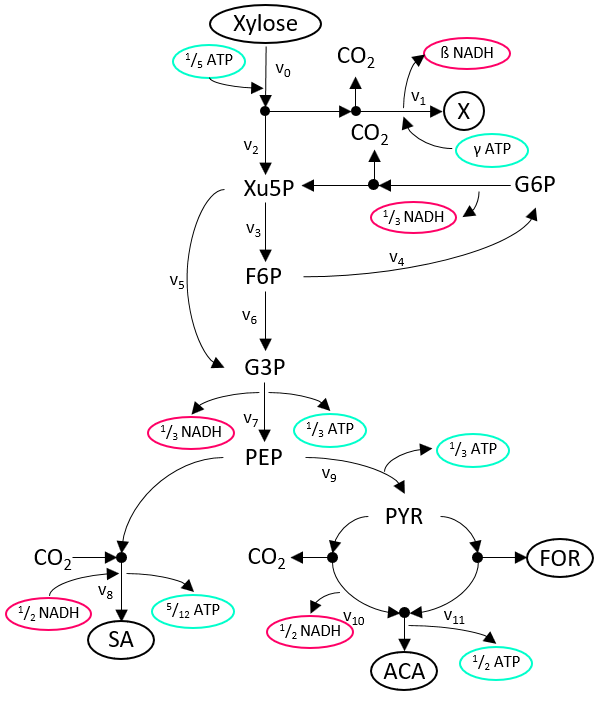 Xylose
¹/₅ ATP
v₀
CO₂
ß NADH
v₁
X
v₂
CO₂
γ ATP
Xu5P
G6P
¹/₃ NADH
v₃
v₄
v₅
F6P
v₆
G3P
¹/₃ NADH
v₇
¹/₃ ATP
PEP
v₉
¹/₃ ATP
PYR
CO₂
CO₂
FOR
v₈
¹/₂ NADH
⁵/₁₂ ATP
¹/₂ NADH
v₁₀
v₁₁
SA
ACA
¹/₂ ATP